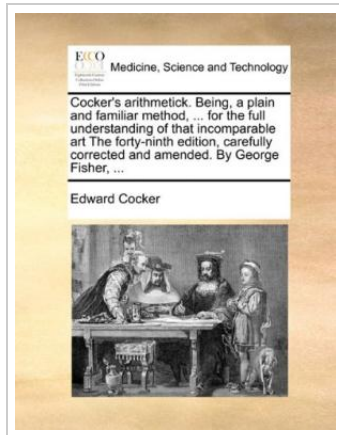 ECCO
Medicine, Science and Technology
Cocker's arithmetick. Being, a plain
and familiar method, ... for the full
understanding of that incomparable
art The forty-ninth edition, carefully
corrected and amended. By George
Fisher, ...
Edward Cocker